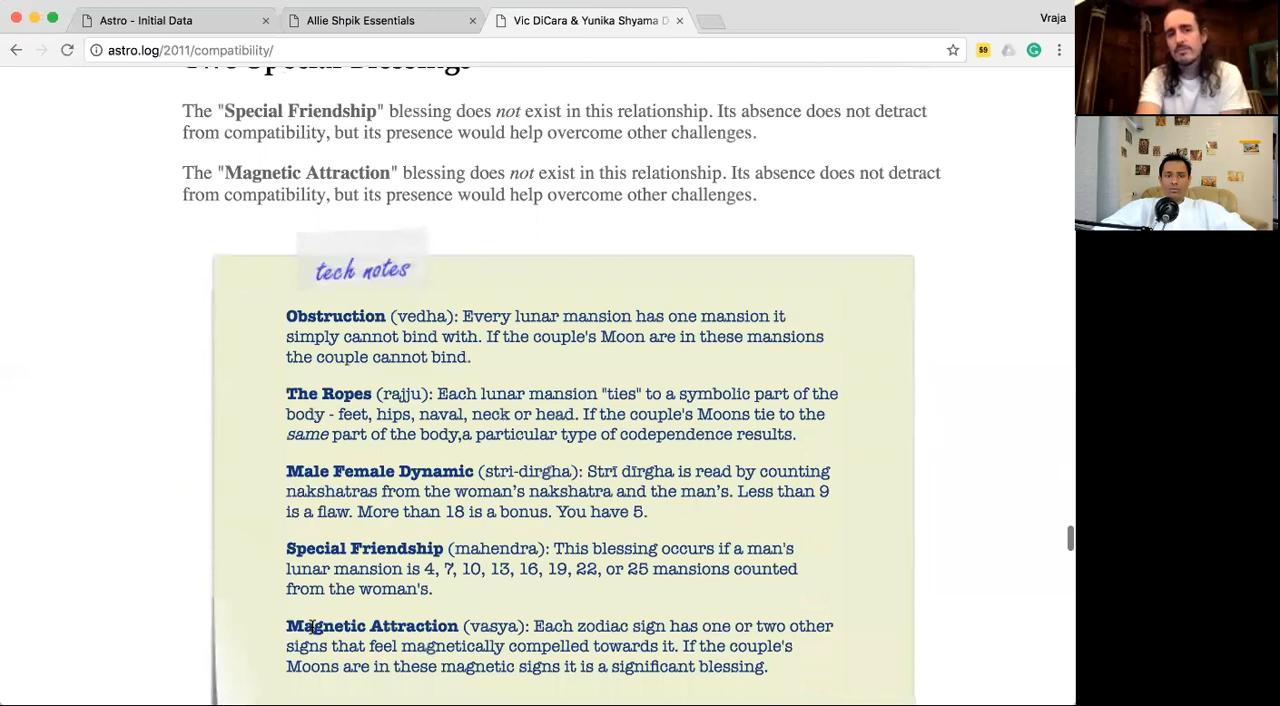 Astro - Initial Data
Allie Shpik Essentials
Vic DiCara & Yunika Shyama D
Vraja
astro.log/2011/compatibility/
59
Two Special Blessings
The "Special Friendship" blessing does not exist in this relationship. Its absence does not detract
from compatibility, but its presence would help overcome other challenges.
The "Magnetic Attraction" blessing does not exist in this relationship. Its absence does not detract
from compatibility, but its presence would help overcome other challenges.
tech notes
Obstruction (vedha): Every lunar mansion has one mansion it
simply cannot bind with. If the couple's Moon are in these mansions
the couple cannot bind.
The Ropes (rajju): Each lunar mansion "ties" to a symbolic part of the
body - feet, hips, naval, neck or head. If the couple's Moons tie to the
same part of the body,a particular type of codependence results.
Male Female Dynamic (stri-dirgha): Strī dīrgha is read by counting
nakshatras from the woman's nakshatra and the man's. Less than 9
is a flaw. More than 18 is a bonus. You have 5.
Special Friendship (mahendra): This blessing occurs if a man's
lunar mansion is 4, 7, 10, 13, 16, 19, 22, or 25 mansions counted
from the woman's.
Magnetic Attraction (vasya): Each zodiac sign has one or two other
signs that feel magnetically compelled towards it. If the couple's
Moons are in these magnetic signs it is a significant blessing.